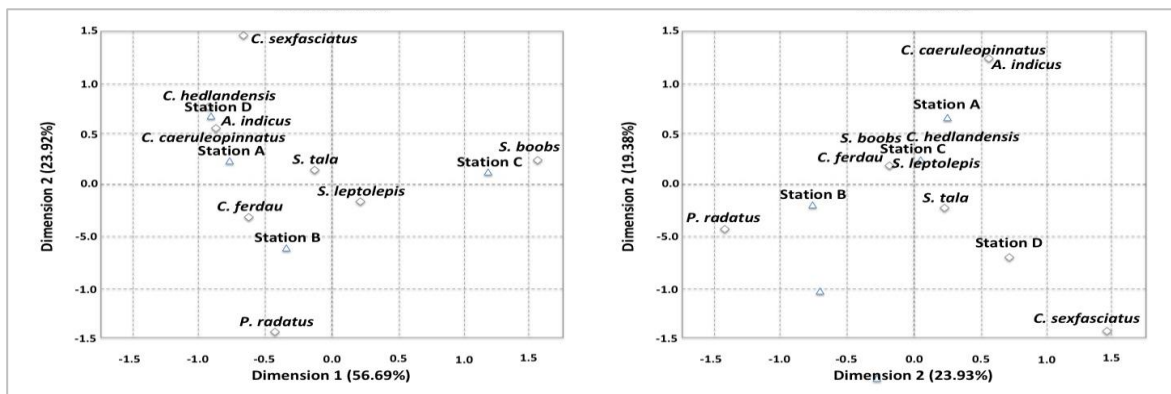 1.5
C. sexfasciatus
1.0
C. hedlandensis
Station D
A. indicus
0.5
C. caeruleopinnatus
Station A
S. tala
S. boobs
Station C
0.0
S. leptolepis
C. ferdau
-5.0
Station B
-1.0
P. radatus
-1.5
-1.5 -1.0 -0.5 0.0 0.5 1.0 1.5
Dimension 1 (56.69%)
Dimension 2 (23.92%)
1.5
C. caeruleopinnatus
A. indicus
1.0
Station A
0.5
S. boobs C. hedlandensis
Station C
C. ferdau S. leptolepis
0.0
Station B
S. tala
P. radatus
-5.0
Station D
-1.0
C. sexfasciatus
-1.5
-1.5 -1.0 -0.5 0.0 0.5 1.0 1.5
Dimension 2 (23.93%)
Dimension 2 (19.38%)